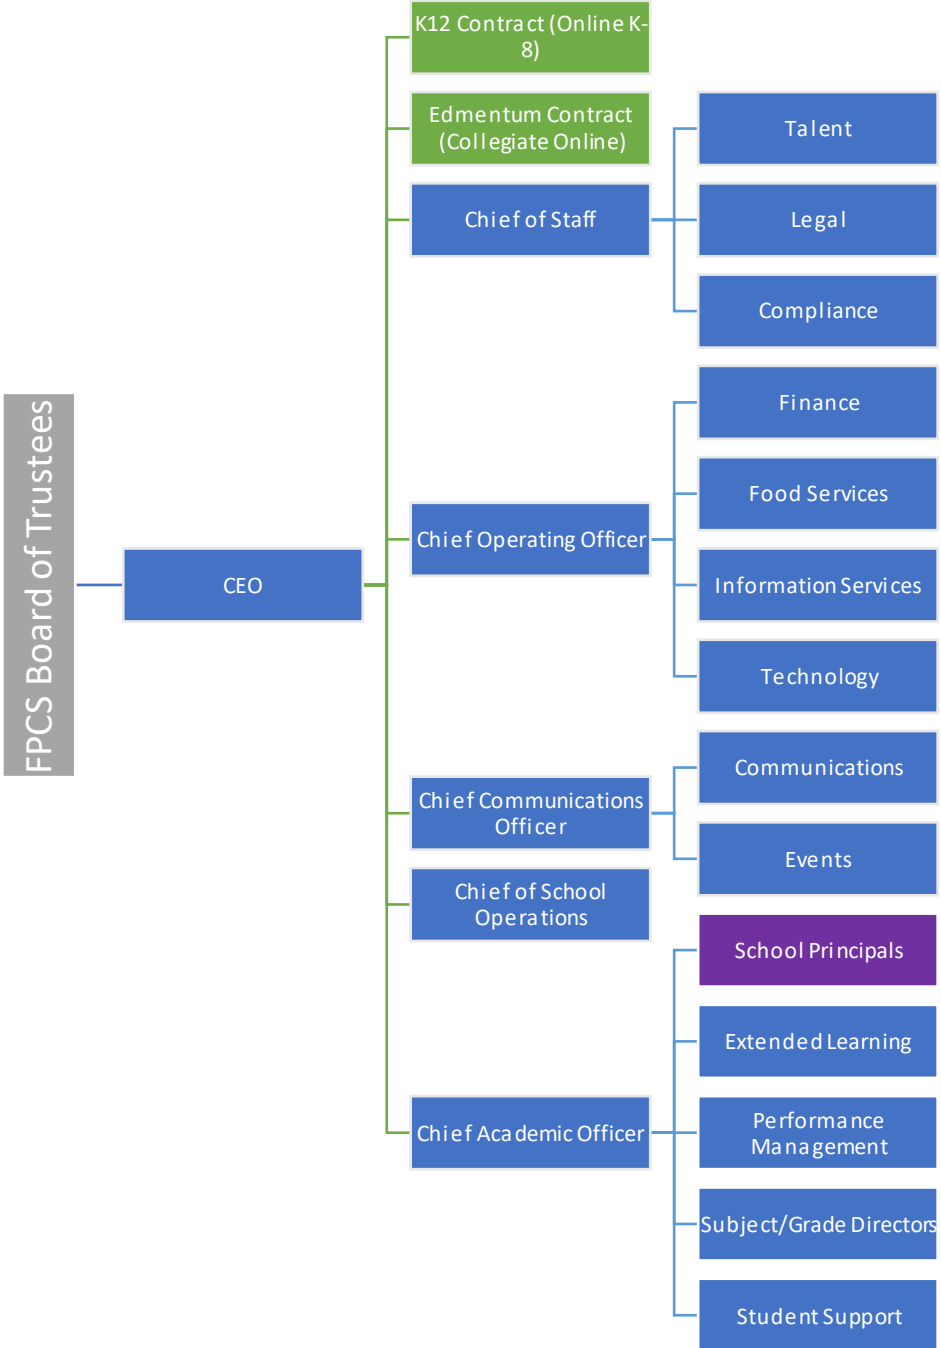 FPCS Board of Trustees
CEO
K12 Contract (Online K-
8)
Edmentum Contract
(Collegiate Online)
Chief of Staff
Talent
Legal
Compliance
Chief Operating Officer
Finance
Food Services
Information Services
Technology
Chief Communications
Officer
Communications
Events
Chief of School
Operations
Chief Academic Officer
School Principals
Extended Learning
Performance
Management
Subject/Grade Directors
Student Support